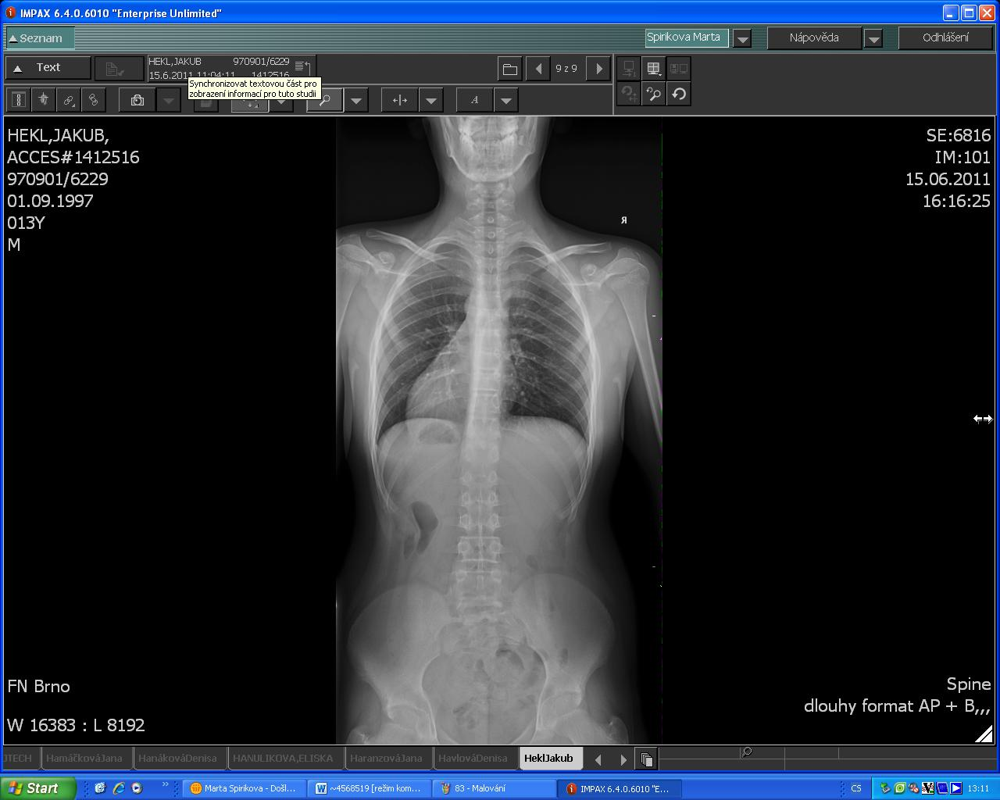 IMPAX 6.4.0.6010 "Enterprise Unlimited"
Seznam
Spirikova Marta
Nápověda
Odhlášení
Text
HEKL,JAKUB 970901/6229
15.6.2011 11:04:11 1412516
9 z 9
Synchronizovat textovou část pro
zobrazení informací pro tuto studii
A
HEKL,JAKUB,
ACCES#1412516
970901/6229
01.09.1997
013Y
M
SE:6816
IM:101
15.06.2011
16:16:25
R
FN Brno
W 16383 : L 8192
Spine
dlouhy format AP + B,,,
JTECH
HamáčkováJana
HanákováDenisa
HANULIKOVA,ELISKA
HaranzováJana
HavlováDenisa
HeklJakub
Start
Marta Spirikova - Došl...
~4568519 [režim kom...
83 - Malování
IMPAX 6.4.0.6010 "E...
CS
13:11